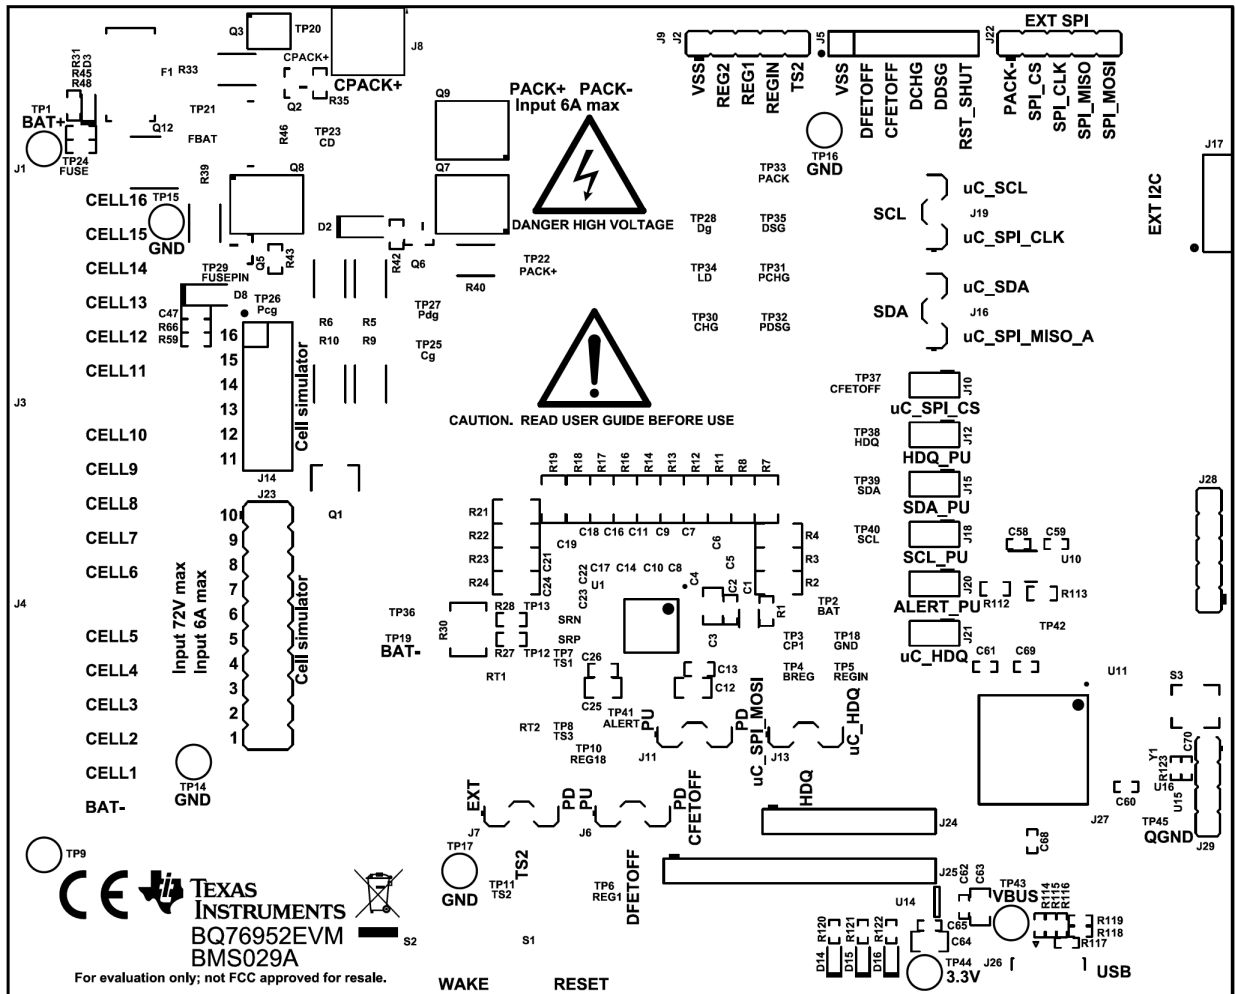 EXT SPI
Q3
TP20
J8
CPACK+
CPACK+
R31
D3
R45
R48
F1
R33
Q2
R35
TP1
BAT+
TP21
Q12
FBAT
R46
TP23
CD
TP24
FUSE
J1
R39
Q9
PACK+ PACK-
Input 6A max
Q7
Q8
DANGER HIGH VOLTAGE
J9
J2
VSS
REG2
REG1
REGIN
TS2
J5
VSS
DFETOFF
CFETOFF
DCHG
DDSG
RST_SHUT
J22
PACK-
SPI_CS
SPI_CLK
SPI_MISO
SPI_MOSI
TP16
GND
J17
EXT I2C
TP33
PACK
TP28
Dg
TP35
DSG
TP34
LD
TP31
PCHG
TP30
CHG
TP32
PDSG
uC_SCL
SCL
J19
uC_SPI_CLK
uC_SDA
SDA
J16
uC_SPI_MISO_A
CELL16
TP15
CELL15
GND
D2
R42
Q6
Q5
R43
CELL14
TP29
FUSEPIN
TP22
PACK+
R40
CELL13
D8
TP26
Pcg
C47
R66
R59
TP27
Pdg
CELL12
R6
R5
R10
R9
TP25
Cg
CELL11
16
15
14
13
12
11
Cell simulator
J14
CAUTION. READ USER GUIDE BEFORE USE
J3
CELL10
CELL9
CELL8
CELL7
CELL6
J23
Q1
10
9
8
7
6
5
4
3
2
1
Cell simulator
TP37
CFETOFF
J10
uC_SPI_CS
TP38
HDQ
J12
HDQ_PU
TP39
SDA
J15
SDA_PU
TP40
SCL
J18
SCL_PU
J20
ALERT_PU
J21
uC_HDQ
J28
C58
C59
U10
R112
R113
TP42
C61
C69
R19
R18
R17
R16
R14
R13
R12
R11
R8
R7
R21
R22
R23
R24
C18
C16
C11
C9
C7
C19
C6
C5
C21
C24
C22
C17
C14
C10
C8
C4
C2
C1
U1
C23
R4
R3
R2
R1
J4
Input 72V max
Input 6A max
TP36
TP19
BAT-
R30
R28
TP13
SRN
R27
TP12
SRP
TP7
TS1
C3
TP2
BAT
TP3
CP1
TP18
GND
TP4
BREG
TP5
REGIN
C26
C13
C12
C25
RT1
CELL5
CELL4
CELL3
CELL2
CELL1
BAT-
TP14
GND
RT2
TP8
TS3
TP41
ALERT
PU
PD
J11
TP10
REG18
uC_SPI_MOSI
J13
uC_HDQ
HDQ
U11
S3
Y1
C70
R123
U16
U15
C60
TP45
QGND
J27
J29
C68
EXT
PD
J7
TS2
PU
PD
J6
CFETOFF
DFETOFF
J24
J25
TP9
TP17
GND
TP11
TS2
TP6
REG1
TEXAS
INSTRUMENTS
BQ76952EVM
BMS029A
S2
S1
For evaluation only; not FCC approved for resale.
WAKE
RESET
U14
C62
C63
TP43
VBUS
R114
R115
R116
R119
R118
R117
R120
R121
R122
C65
C64
D14
D15
D16
TP44
3.3V
J26
USB